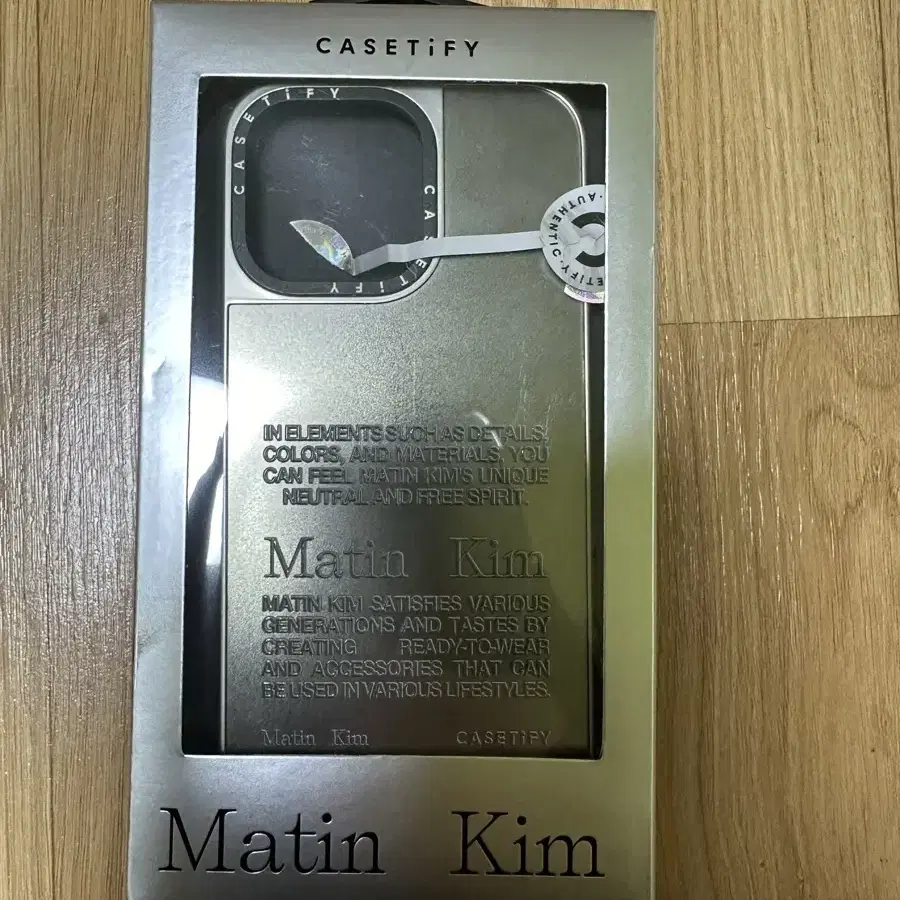 CASETiFY
CASETiFY
CASETiFY
AUTHENTIC
IN ELEMENTS SUCH AS DETAILS,
COLORS, AND MATERIALS, YOU
CAN FEEL MATIN KIM'S UNIQUE
NEUTRAL AND FREE SPIRIT.
Matin Kim
MATIN KIM SATISFIES VARIOUS
GENERATIONS AND TASTES BY
CREATING READY-TO-WEAR
AND ACCESSORIES THAT CAN
BE USED IN VARIOUS LIFESTYLES.
Matin Kim CASETiFY
Matin Kim